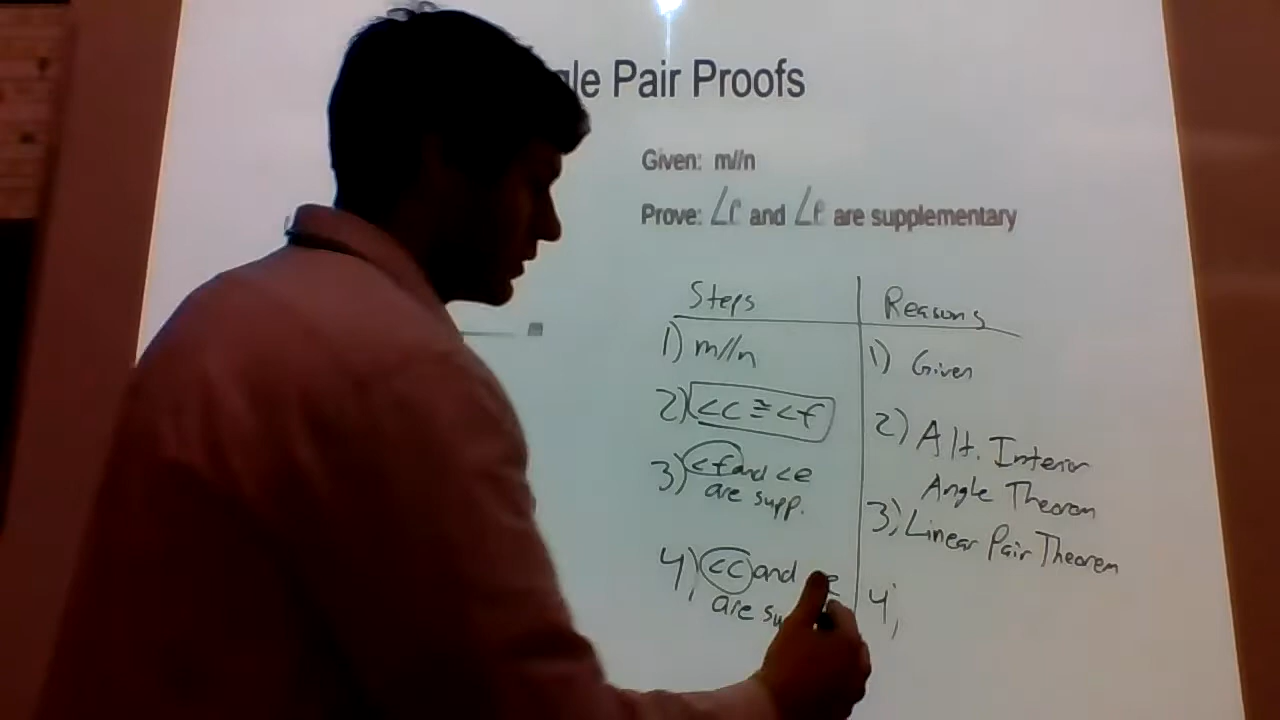 gle Pair Proofs
Given: m//n
Prove: ∠c and ∠e are supplementary
Steps
Reasons
1) m//n
1) Given
2) <c ≅ <f
2) Alt. Interior
Angle Theorem
3) <f and <e
are supp.
3) Linear Pair Theorem
4) <c and e
are su
4)